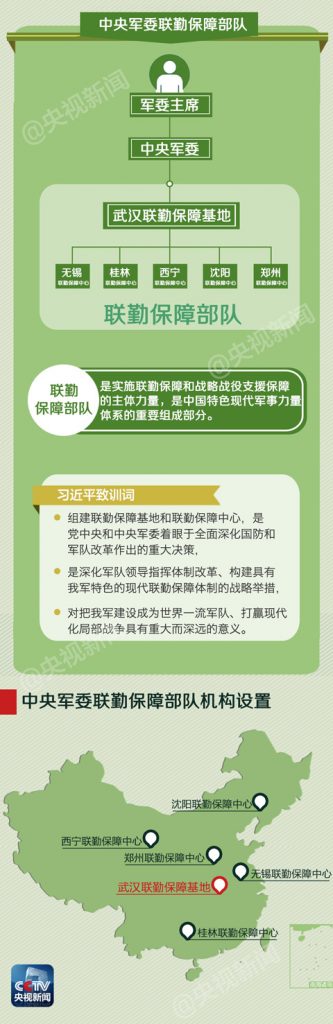 中央军委联勤保障部队
@央视新闻
军委主席
中央军委
武汉联勤保障基地
无锡 桂林 西宁 沈阳 郑州
联勤保障中心 联勤保障中心 联勤保障中心 联勤保障中心 联勤保障中心
联勤保障部队
@央视新闻
联勤
保障部队
是实施联勤保障和战略战役支援保障
的主体力量，是中国特色现代军事力量
体系的重要组成部分。
习近平致训词
组建联勤保障基地和联勤保障中心，是
党中央和中央军委着眼于全面深化国防和
军队改革作出的重大决策，
是深化军队领导指挥体制改革、构建具有
我军特色的现代联勤保障体制的战略举措，
对把我军建设成为世界一流军队、打赢现代
化局部战争具有重大而深远的意义。
@央视新闻
中央军委联勤保障部队机构设置
沈阳联勤保障中心
西宁联勤保障中心
郑州联勤保障中心
无锡联勤保障中心
武汉联勤保障基地
桂林联勤保障中心
CCTV
央视新闻
@央视新闻